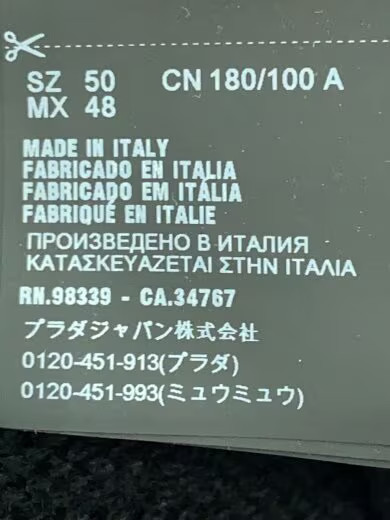 SZ 50 CN 180/100 A
MX 48
MADE IN ITALY
FABRICADO EN ITALIA
FABRICADO EM ITÁLIA
FABRIQUÉ EN ITALIE
ПРОИЗВЕДЕНО В ИТАЛИЯ
ΚΑΤΑΣΚΕΥΑΖΕΤΑΙ ΣΤΗΝ ΙΤΑΛΙΑ
RN.98339 - CA.34767
プラダジャパン株式会社
0120-451-913(プラダ)
0120-451-993(ミュウミュウ)